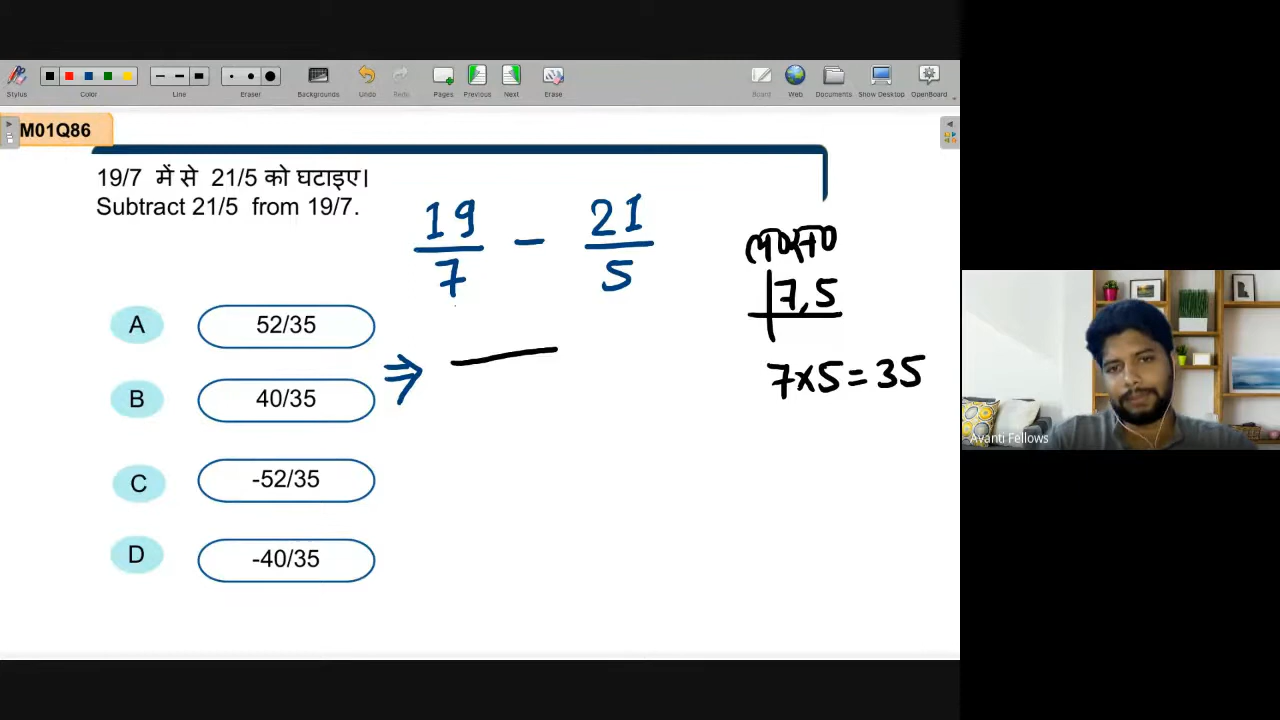 Stylus
Color
Line
Eraser
Backgrounds
Undo
Redo
Pages
Previous
Next
Erase
Board
Web
Documents
Show Desktop
OpenBoard
M01Q86
19/7 में से 21/5 को घटाइए।
Subtract 21/5 from 19/7.
19/7 - 21/5
ल०स०
7, 5
7×5=35
A 52/35
B 40/35
⇒
C -52/35
D -40/35
Avanti Fellows